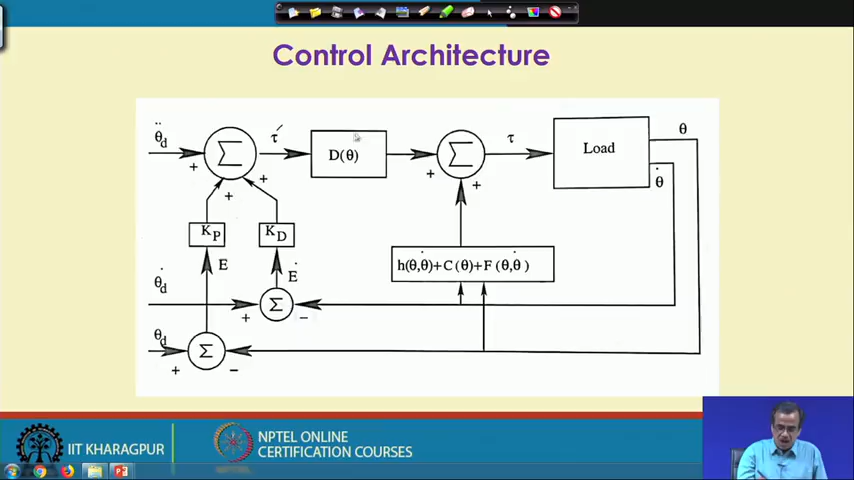 Control Architecture
θ̈d
+
Σ
τ′
D(θ)
+
Σ
τ
Load
θ
+
+
+
θ̇
KP
KD
E
Ė
h(θ,θ̇)+C(θ)+F(θ,θ̇)
θ̇d
+
Σ
−
θd
+
Σ
−
IIT KHARAGPUR
NPTEL ONLINE
CERTIFICATION COURSES